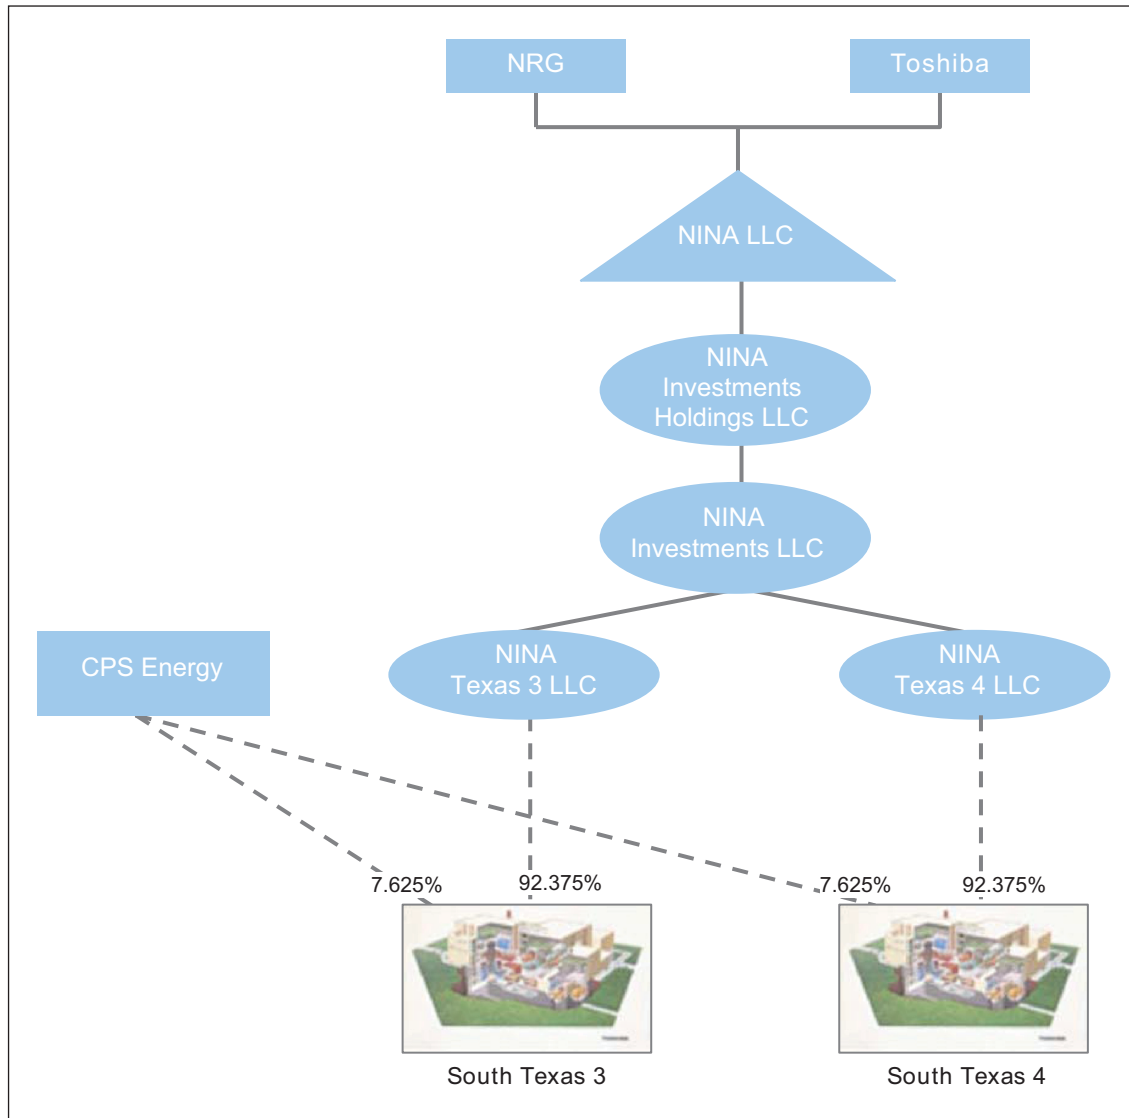 NRG
Toshiba
NINA LLC
NINA
Investments
Holdings LLC
NINA
Investments LLC
CPS Energy
NINA
Texas 3 LLC
NINA
Texas 4 LLC
7.625%
92.375%
7.625%
92.375%
South Texas 3
South Texas 4